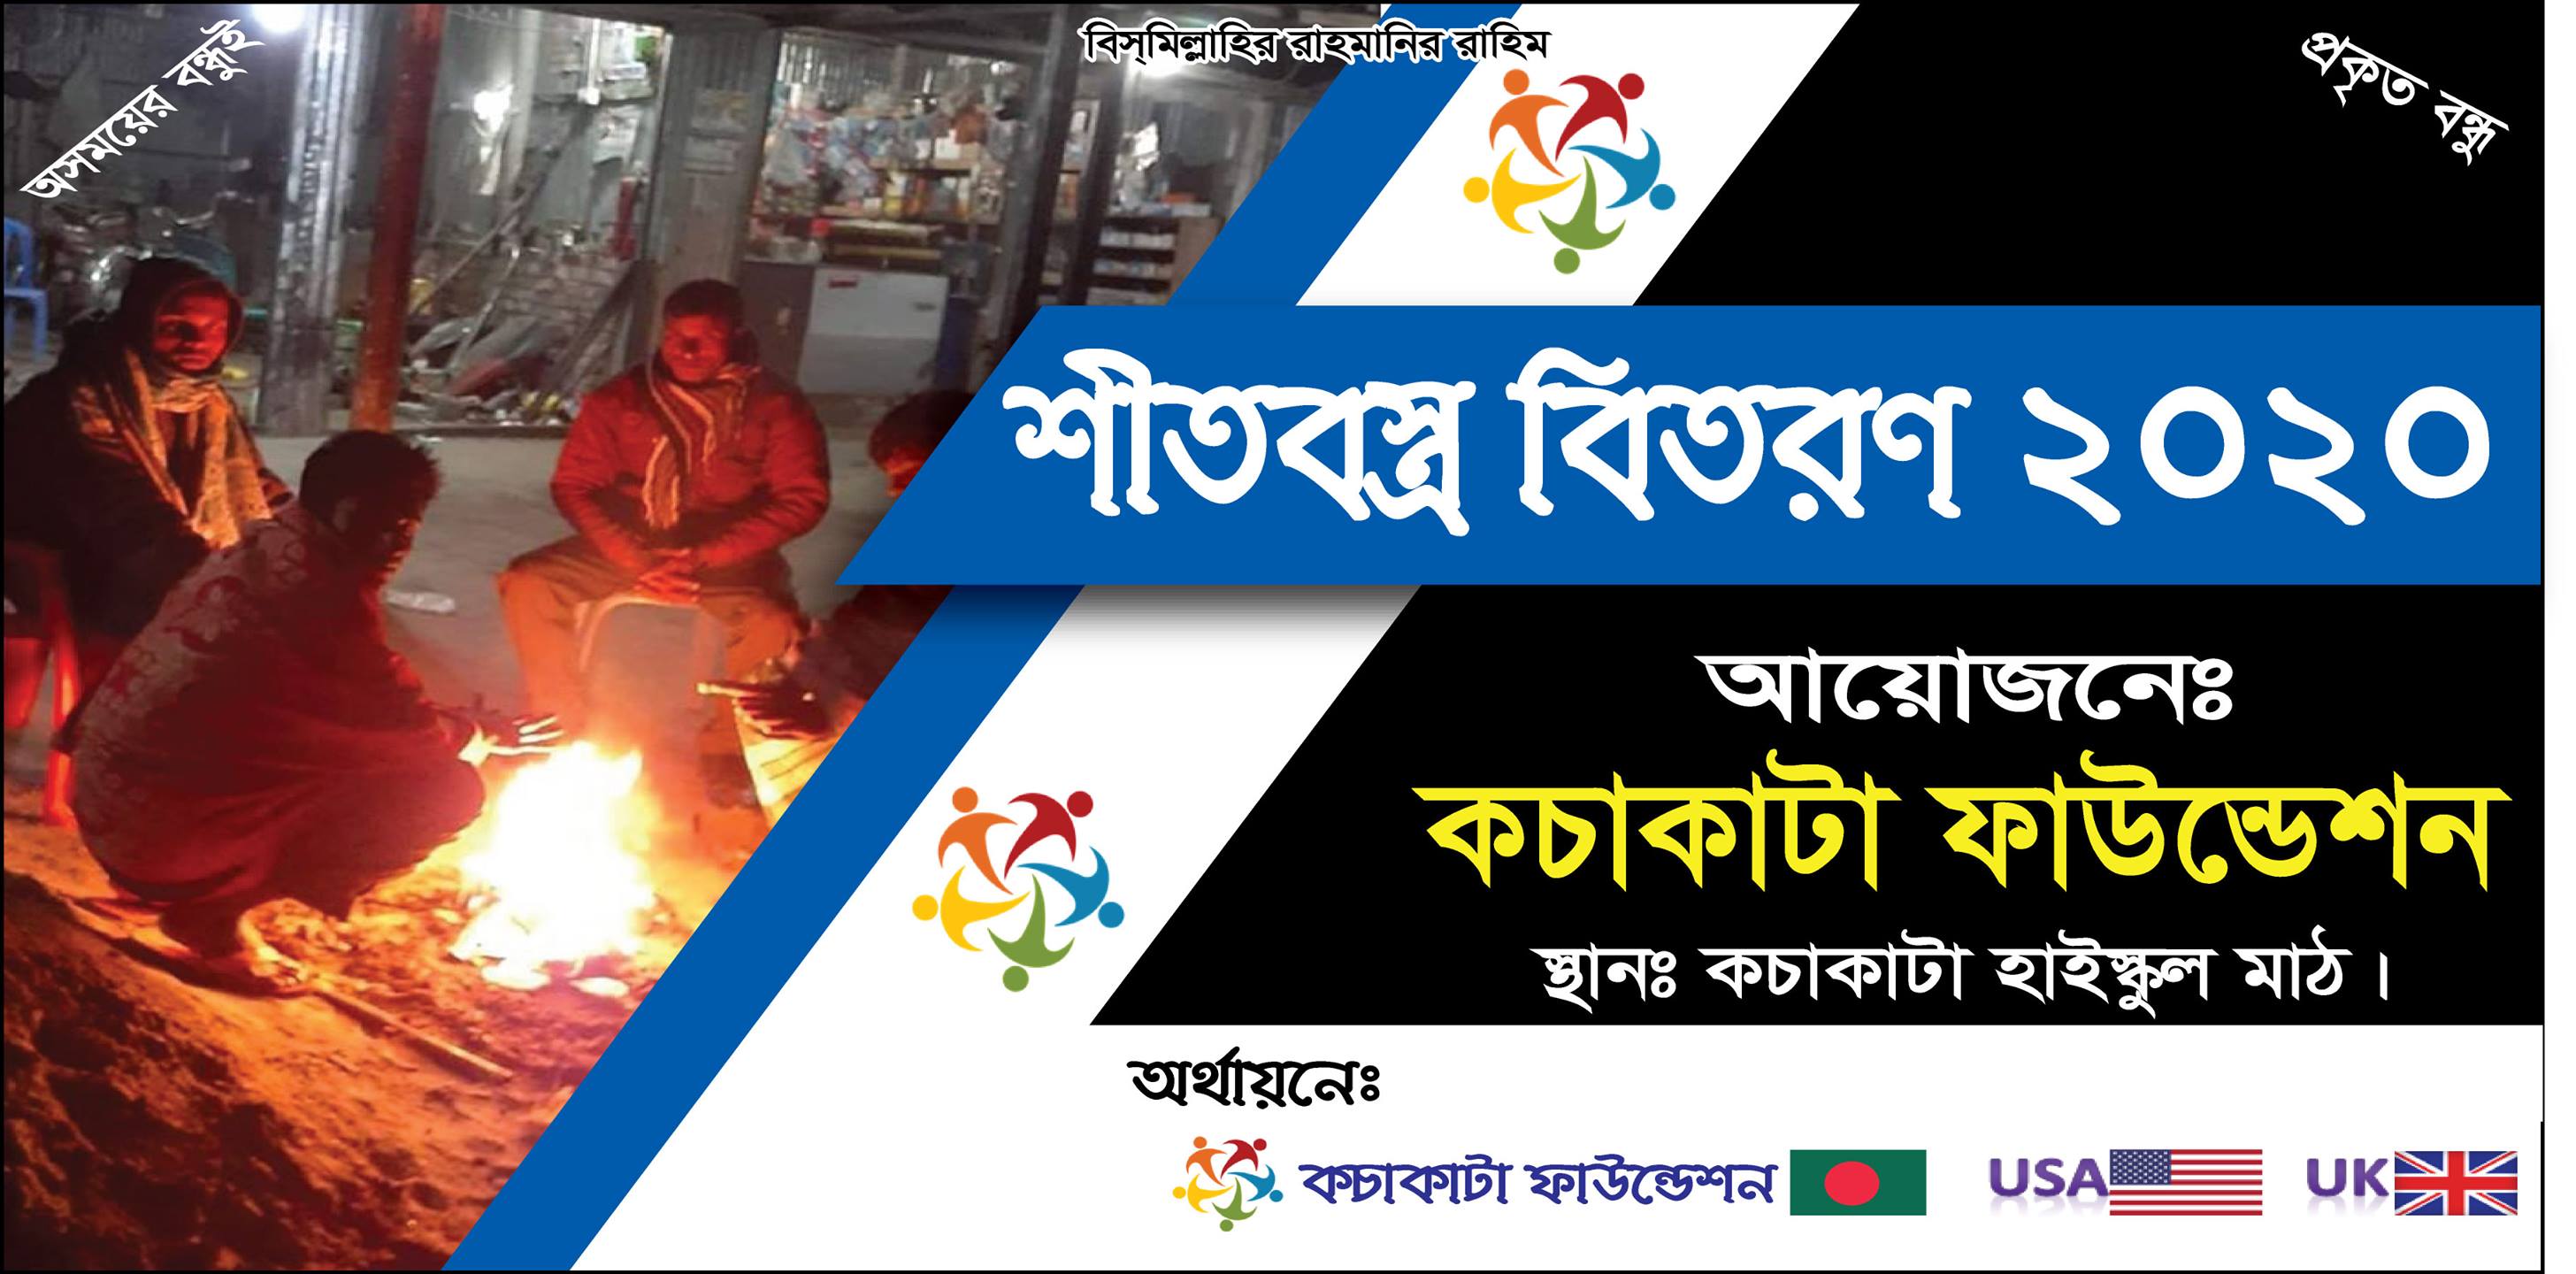 বিস্‌মিল্লাহির রাহমানির রাহিম
অসময়ের বন্ধুই
প্রকৃত বন্ধু
শীতবস্ত্র বিতরণ ২০২০
আয়োজনেঃ
কচাকাটা ফাউন্ডেশন
স্থানঃ কচাকাটা হাইস্কুল মাঠ।
অর্থায়নেঃ
কচাকাটা ফাউন্ডেশন USA UK